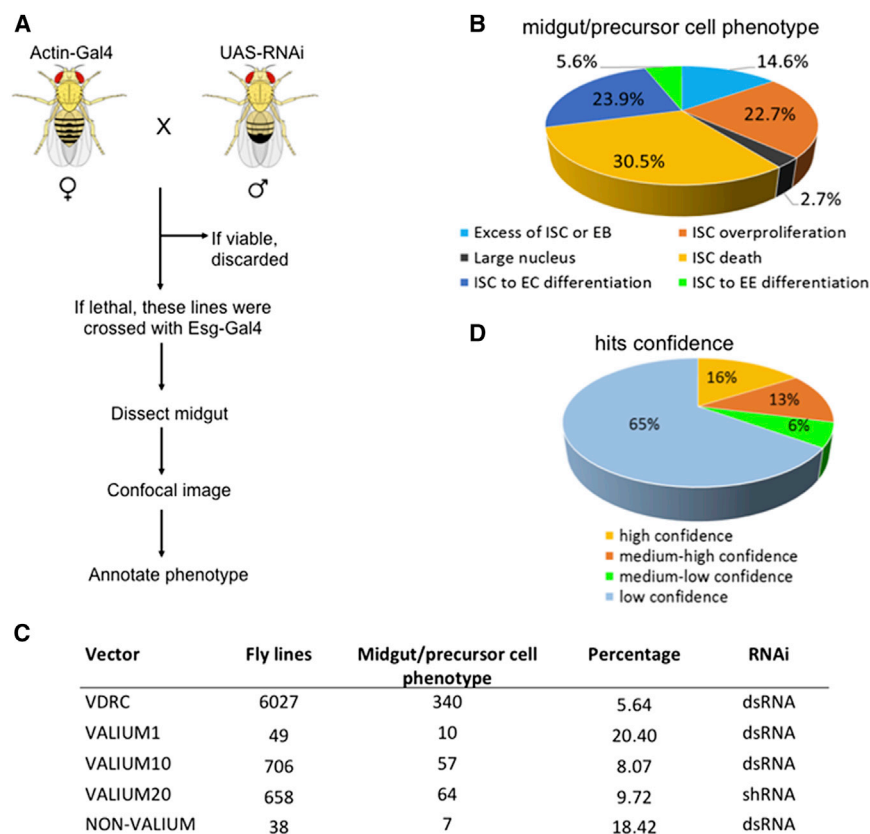 A
Actin-Gal4
UAS-RNAi
X
♀
♂
If viable,
discarded
If lethal, these lines were
crossed with Esg-Gal4
Dissect midgut
Confocal image
Annotate phenotype
B
midgut/precursor cell phenotype
5.6%
14.6%
23.9%
22.7%
30.5%
2.7%
Excess of ISC or EB
ISC overproliferation
Large nucleus
ISC death
ISC to EC differentiation
ISC to EE differentiation
D
hits confidence
16%
13%
65%
6%
high confidence
medium-high confidence
medium-low confidence
low confidence
C
Vector Fly lines Midgut/precursor cell Percentage RNAi
phenotype
VDRC 6027 340 5.64 dsRNA
VALIUM1 49 10 20.40 dsRNA
VALIUM10 706 57 8.07 dsRNA
VALIUM20 658 64 9.72 shRNA
NON-VALIUM 38 7 18.42 dsRNA